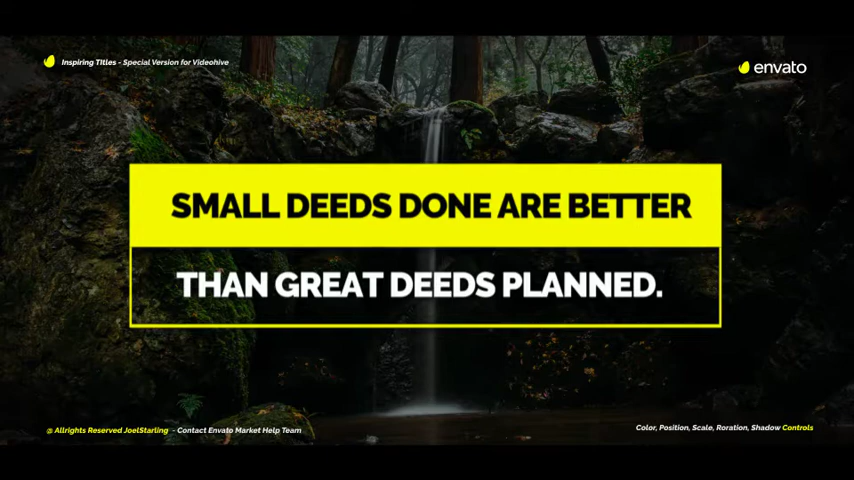 Inspiring Titles - Special Version for Videohive
envato
SMALL DEEDS DONE ARE BETTER
THAN GREAT DEEDS PLANNED.
@ Allrights Reserved JoelStarling - Contact Envato Market Help Team
Color, Position, Scale, Roration, Shadow Controls